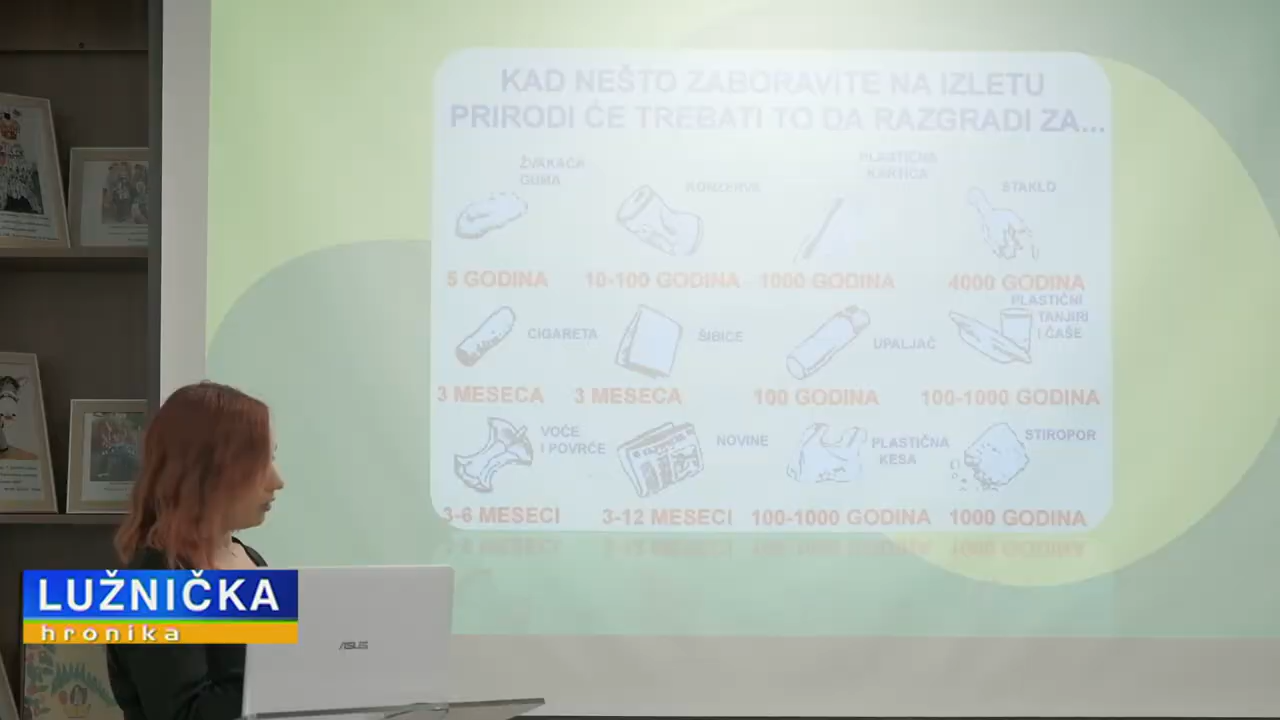 KAD NEŠTO ZABORAVITE NA IZLETU
PRIRODI ĆE TREBATI TO DA RAZGRADI ZA...
ŽVAKAĆA
GUMA
5 GODINA
KONZERVE
10-100 GODINA
PLASTIČNA
KARTICA
1000 GODINA
STAKLO
4000 GODINA
CIGARETA
3 MESECA
ŠIBICE
3 MESECA
UPALJAČ
100 GODINA
PLASTIČNI
TANJIRI
I ČAŠE
100-1000 GODINA
VOĆE
I POVRĆE
3-6 MESECI
NOVINE
3-12 MESECI
PLASTIČNA
KESA
100-1000 GODINA
STIROPOR
1000 GODINA
LUŽNIČKA
hronika
ASUS